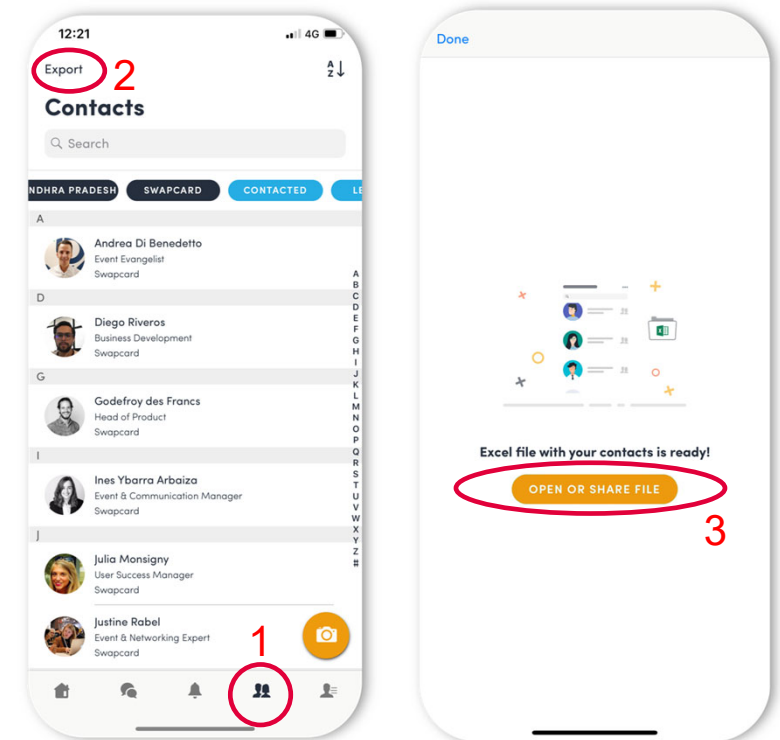 12:21
4G
Export
2
A
Z
Contacts
Search
NDHRA PRADESH
SWAPCARD
CONTACTED
LE
A
Andrea Di Benedetto
Event Evangelist
Swapcard
D
Diego Riveros
Business Development
Swapcard
G
Godefroy des Francs
Head of Product
Swapcard
I
Ines Ybarra Arbaiza
Event & Communication Manager
Swapcard
J
Julia Monsigny
User Success Manager
Swapcard
Justine Rabel
Event & Networking Expert
Swapcard
A
B
C
D
E
F
G
H
I
J
K
L
M
N
O
P
Q
R
S
T
U
V
W
X
Y
Z
#
1
Done
Excel file with your contacts is ready!
OPEN OR SHARE FILE
3